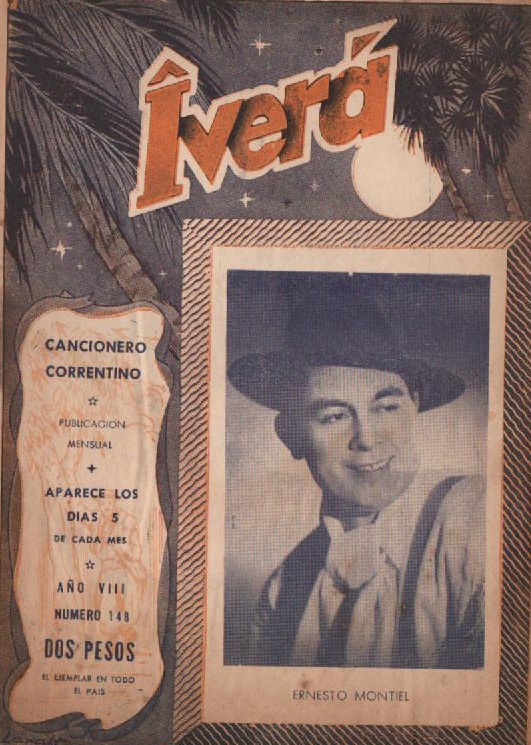 Îverá
CANCIONERO
CORRENTINO
PUBLICACION
MENSUAL
APARECE LOS
DIAS 5
DE CADA MES
AÑO VIII
NUMERO 148
DOS PESOS
EL EJEMPLAR EN TODO
EL PAIS
ERNESTO MONTIEL